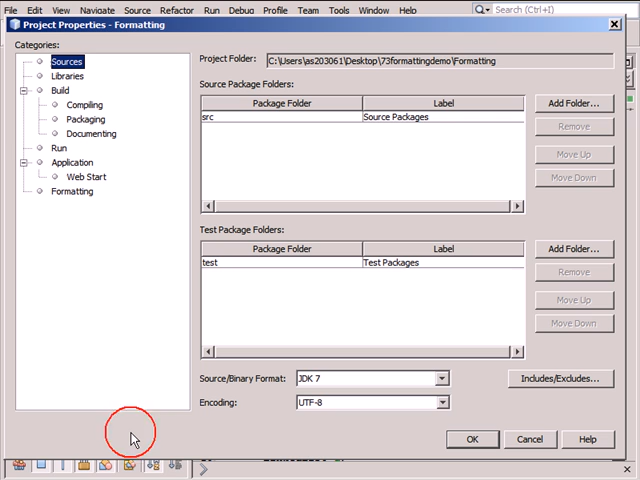 File Edit View Navigate Source Refactor Run Debug Profile Team Tools Window Help Search (Ctrl+I)
Project Properties - Formatting
Categories:
Sources
Libraries
Build
Compiling
Packaging
Documenting
Run
Application
Web Start
Formatting
Project Folder: C:\Users\as203061\Desktop\73formattingdemo\Formatting
Source Package Folders:
Package Folder Label
src Source Packages
Add Folder...
Remove
Move Up
Move Down
Test Package Folders:
Package Folder Label
test Test Packages
Add Folder...
Remove
Move Up
Move Down
Source/Binary Format: JDK 7
Includes/Excludes...
Encoding: UTF-8
OK Cancel Help